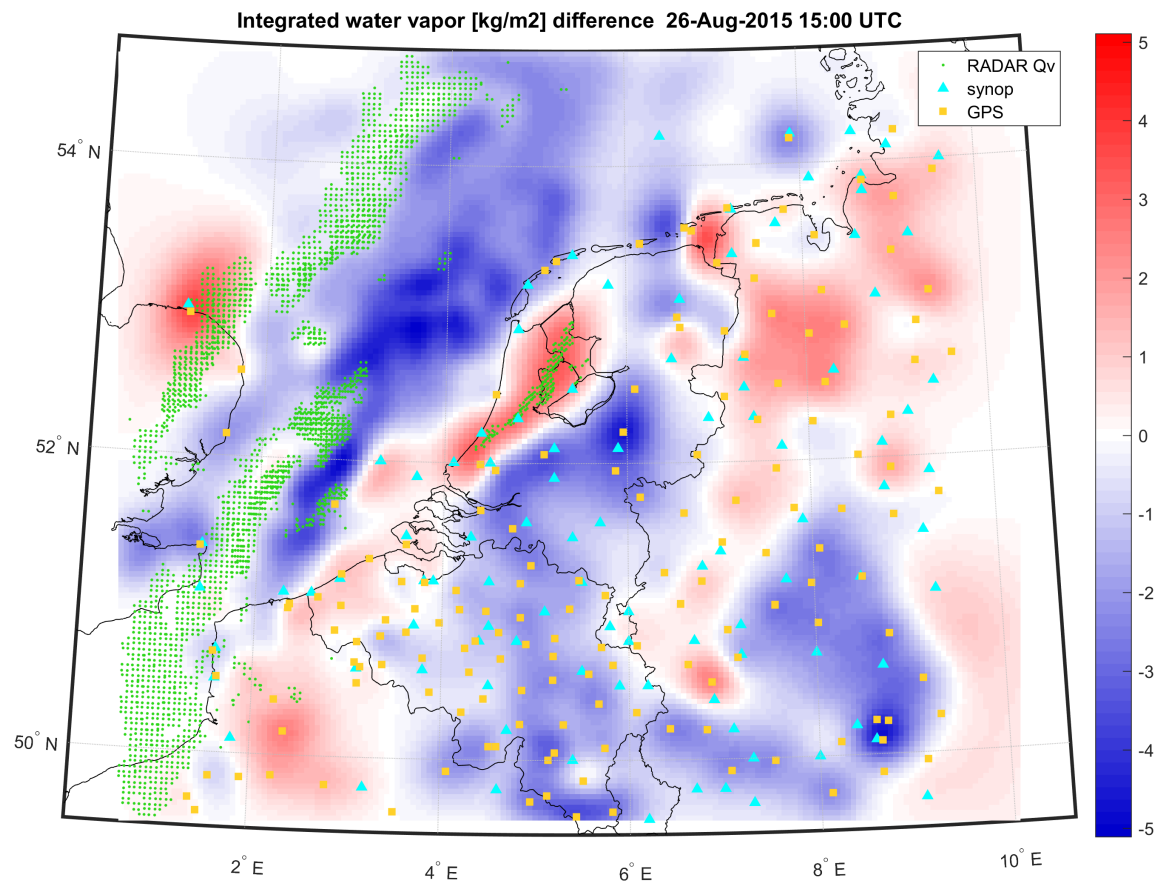 Integrated water vapor [kg/m2] difference  26-Aug-2015 15:00 UTC
RADAR Qv
synop
GPS
54° N
52° N
50° N
2° E
4° E
6° E
8° E
10° E
5
4
3
2
1
0
-1
-2
-3
-4
-5